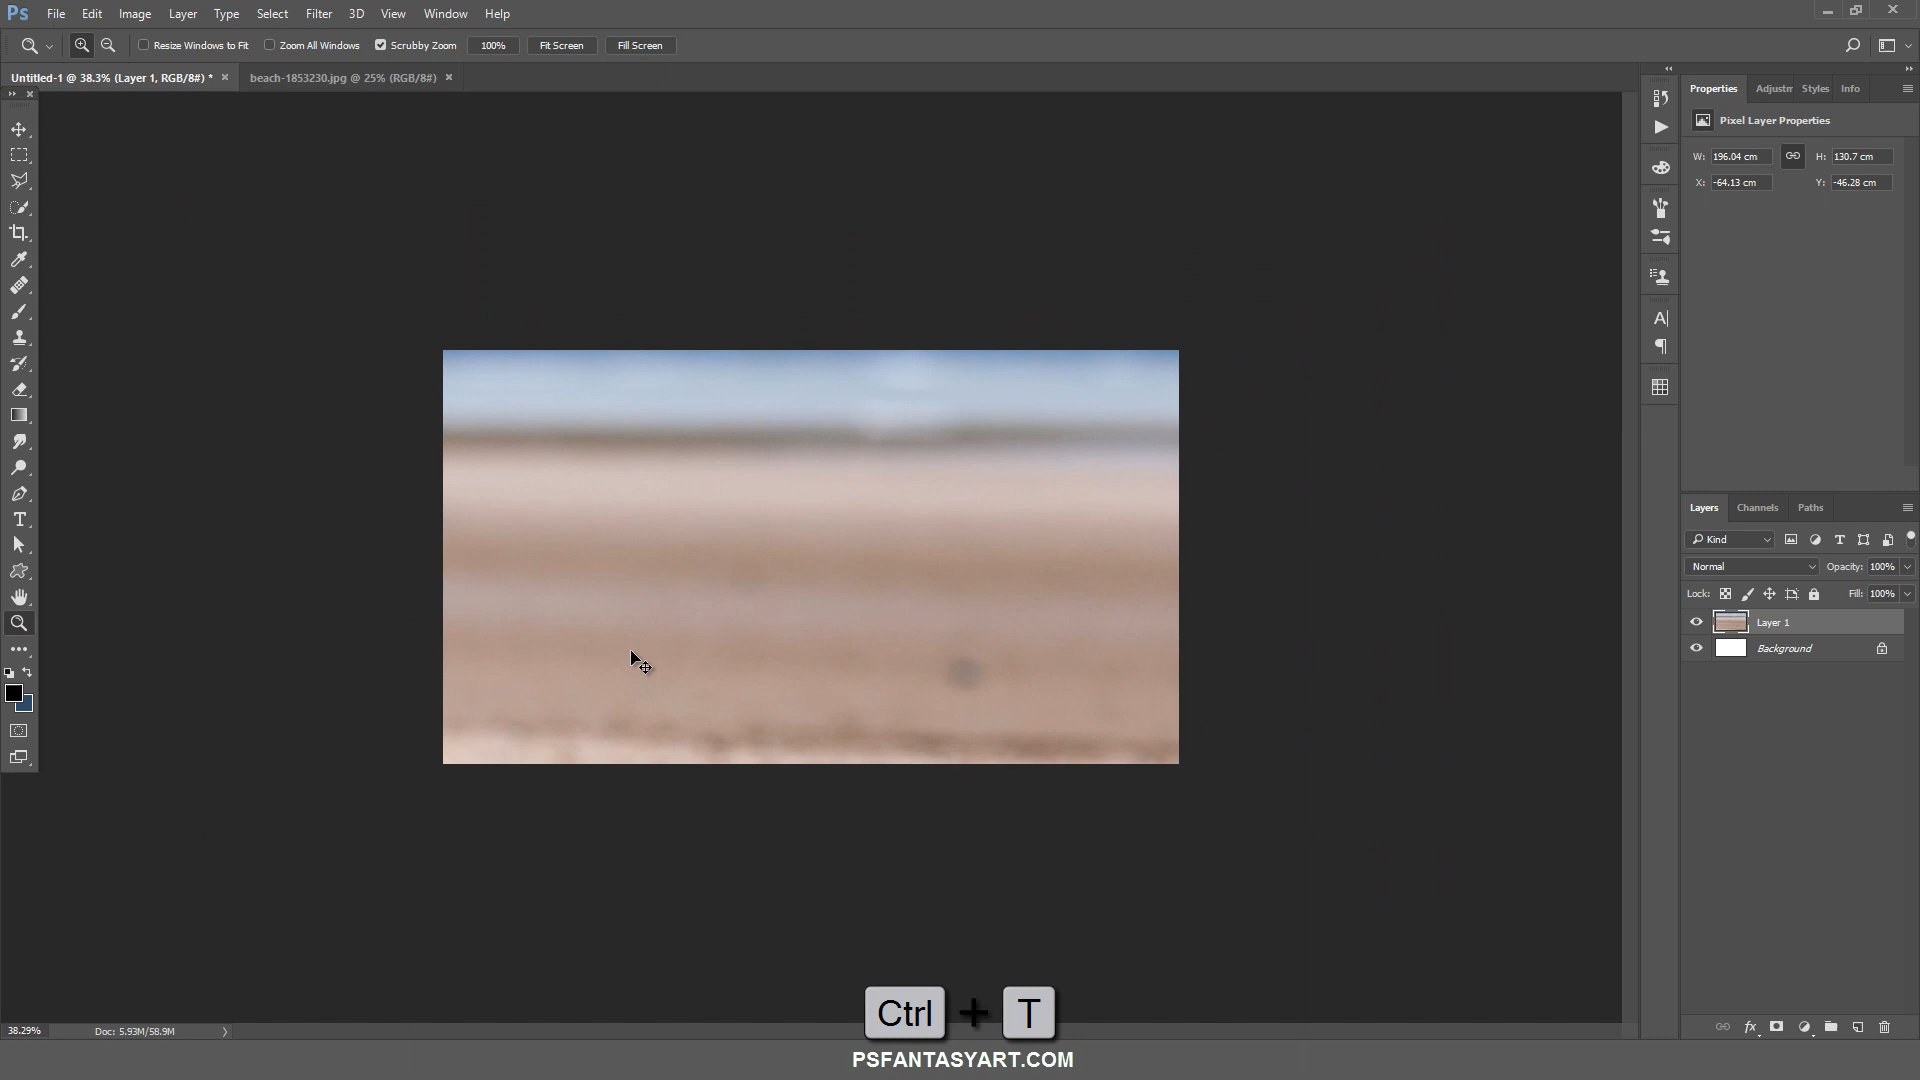 Ps File Edit Image Layer Type Select Filter 3D View Window Help
Resize Windows to Fit Zoom All Windows Scrubby Zoom 100% Fit Screen Fill Screen
Untitled-1 @ 38.3% (Layer 1, RGB/8#) * × beach-1853230.jpg @ 25% (RGB/8#) ×
Properties Adjustm Styles Info
Pixel Layer Properties
W: 196.04 cm H: 130.7 cm
X: -64.13 cm Y: -46.28 cm
Layers Channels Paths
Kind
Normal Opacity: 100%
Lock: Fill: 100%
Layer 1
Background
38.29% Doc: 5.93M/58.9M
Ctrl + T
PSFANTASYART.COM